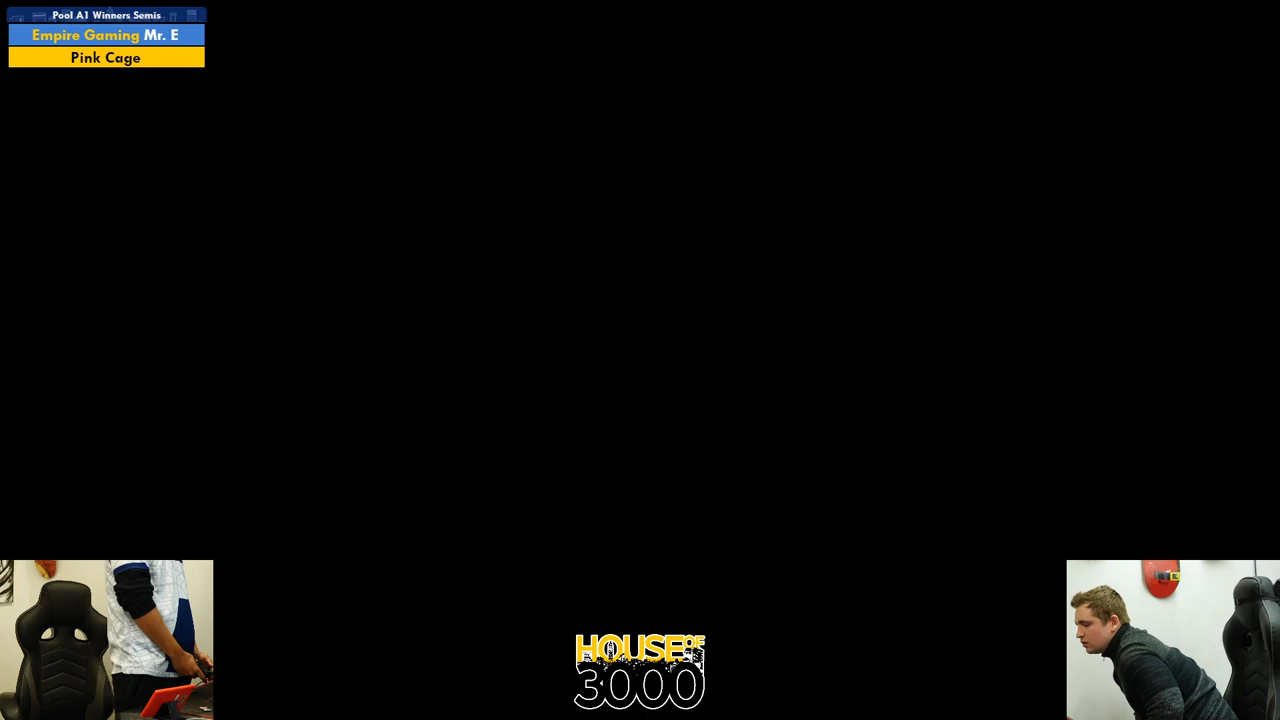 Pool A1 Winners Semis
Empire Gaming Mr. E
Pink Cage
HOUSE OF
3000